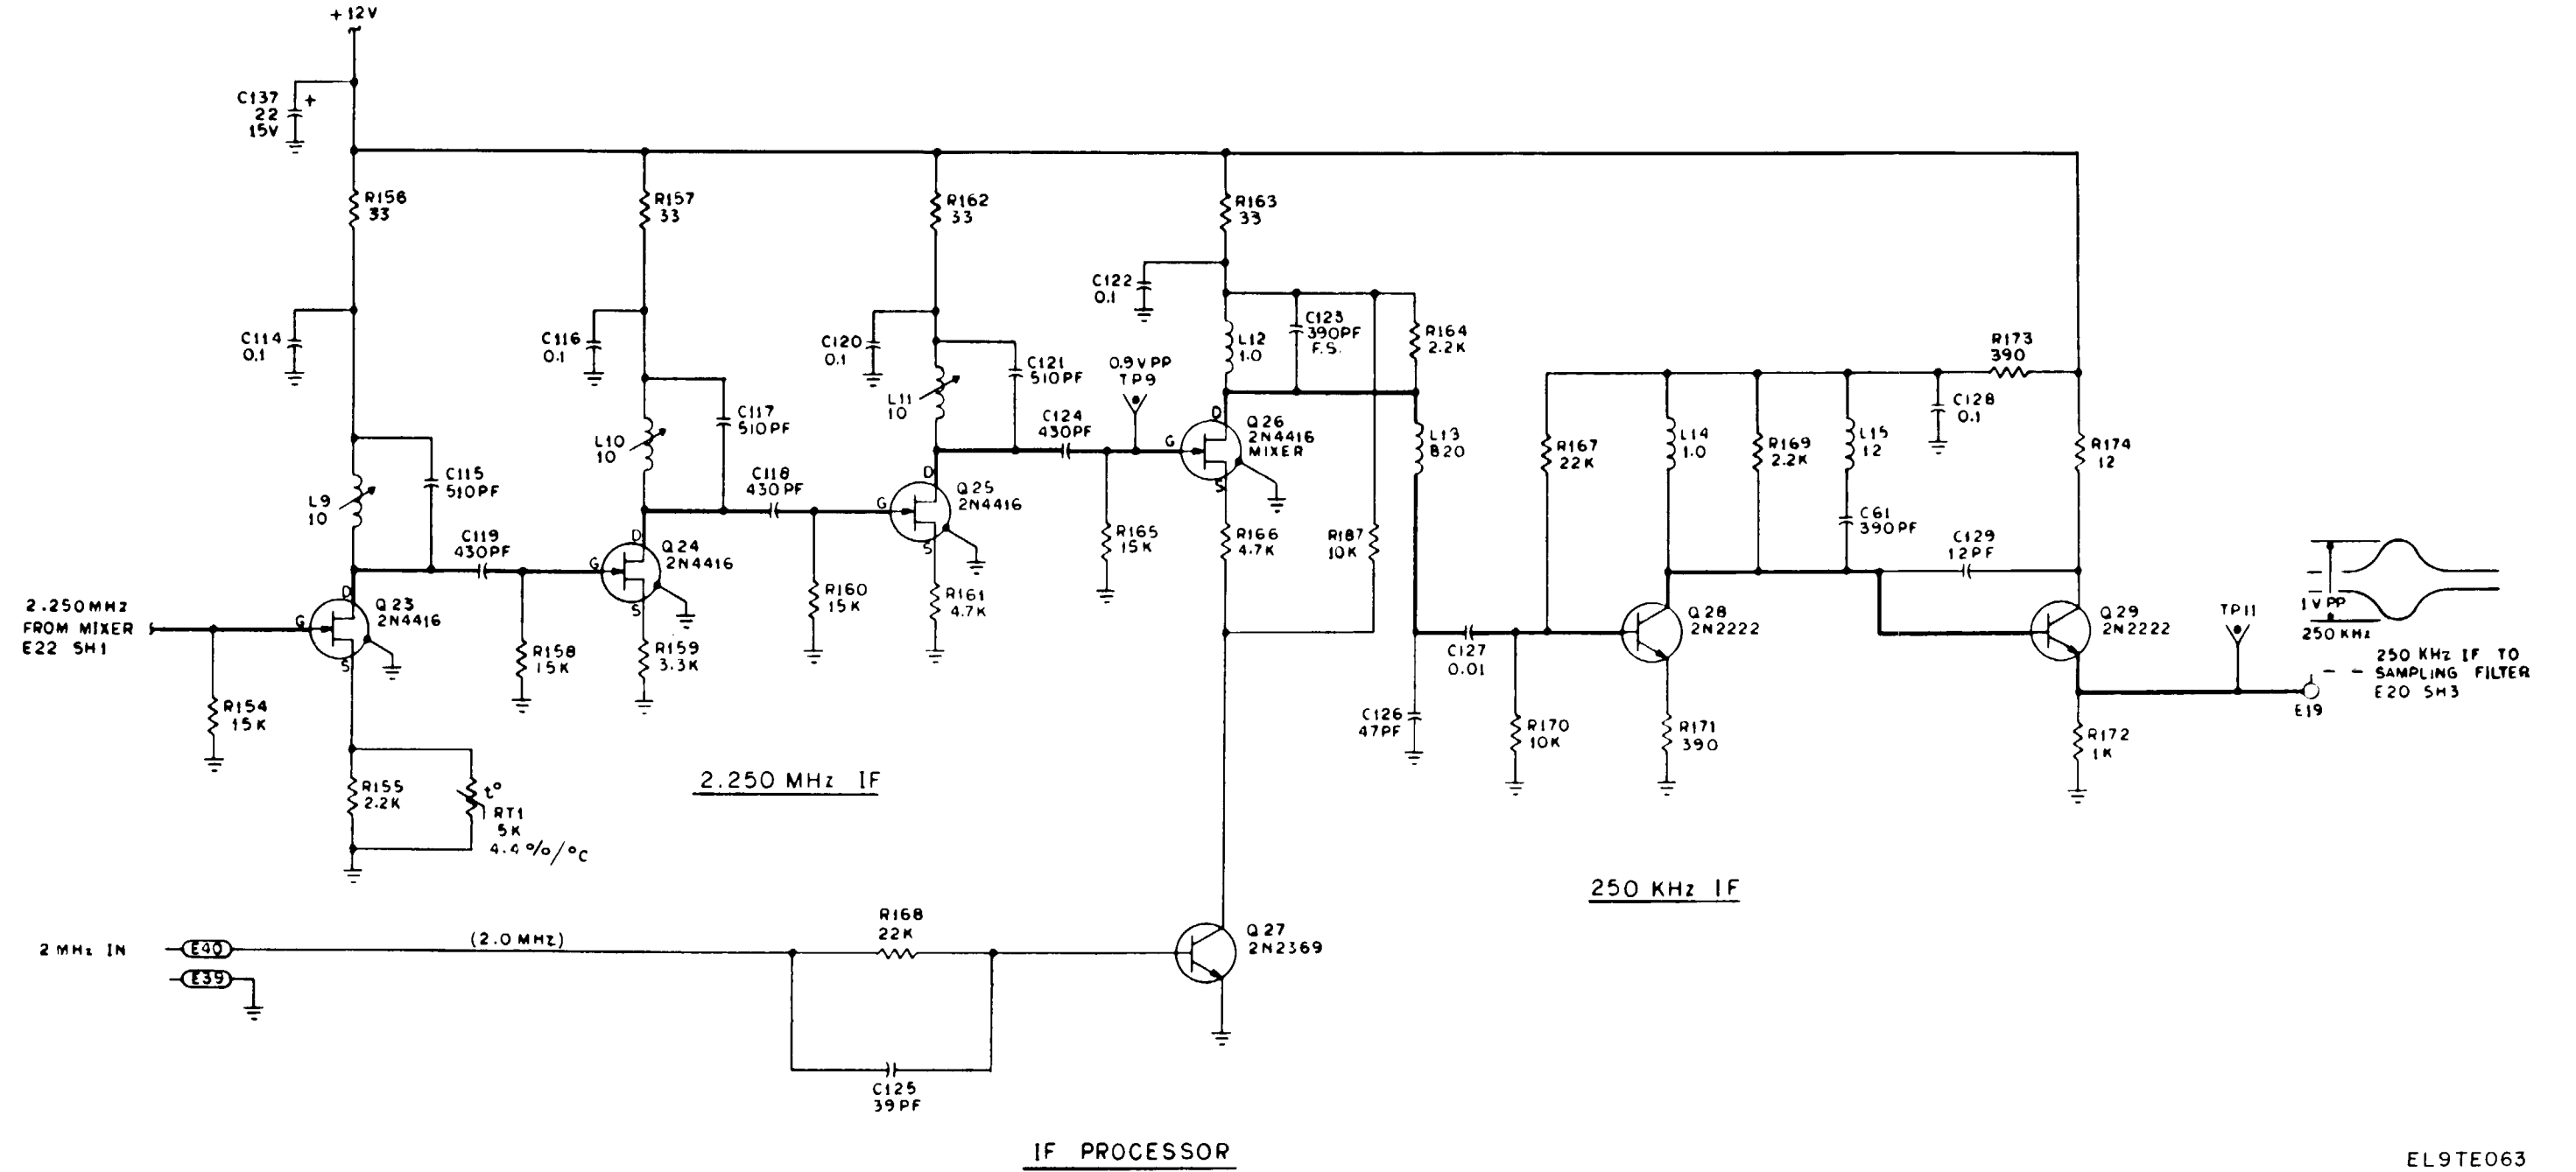 +12V
C137
22
15V
+
R156
33
R157
33
R162
33
R163
33
C114
0.1
C116
0.1
C120
0.1
C122
0.1
L9
10
C115
510PF
L10
10
C117
510PF
L11
10
C121
510PF
0.9VPP
TP9
L12
1.0
C123
390PF
F.S.
R164
2.2K
R173
390
C128
0.1
C119
430PF
C118
430PF
C124
430PF
D
G
S
Q23
2N4416
D
G
S
Q24
2N4416
D
G
S
Q25
2N4416
D
G
S
Q26
2N4416
MIXER
L13
820
R167
22K
L14
1.0
R169
2.2K
L15
12
C61
390PF
R174
12
C129
12PF
2.250MHZ
FROM MIXER
E22 SH1
R154
15K
R158
15K
R159
3.3K
R160
15K
R161
4.7K
R165
15K
R166
4.7K
R187
10K
C127
0.01
Q28
2N2222
Q29
2N2222
TP11
1V PP
250 KHz
250 KHz IF TO
SAMPLING FILTER
E20 SH3
E19
C126
47PF
R170
10K
R171
390
R172
1K
R155
2.2K
t°
RT1
5K
4.4%/°C
2.250 MHz IF
250 KHz IF
2 MHz IN
E40
E39
(2.0 MHz)
R168
22K
C125
39PF
Q27
2N2369
IF PROCESSOR
EL9TE063